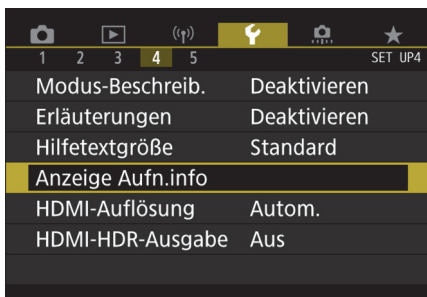 1 2 3 4 5 SET UP4
Modus-Beschreib. Deaktivieren
Erläuterungen Deaktivieren
Hilfetextgröße Standard
Anzeige Aufn.info
HDMI-Auflösung Autom.
HDMI-HDR-Ausgabe Aus